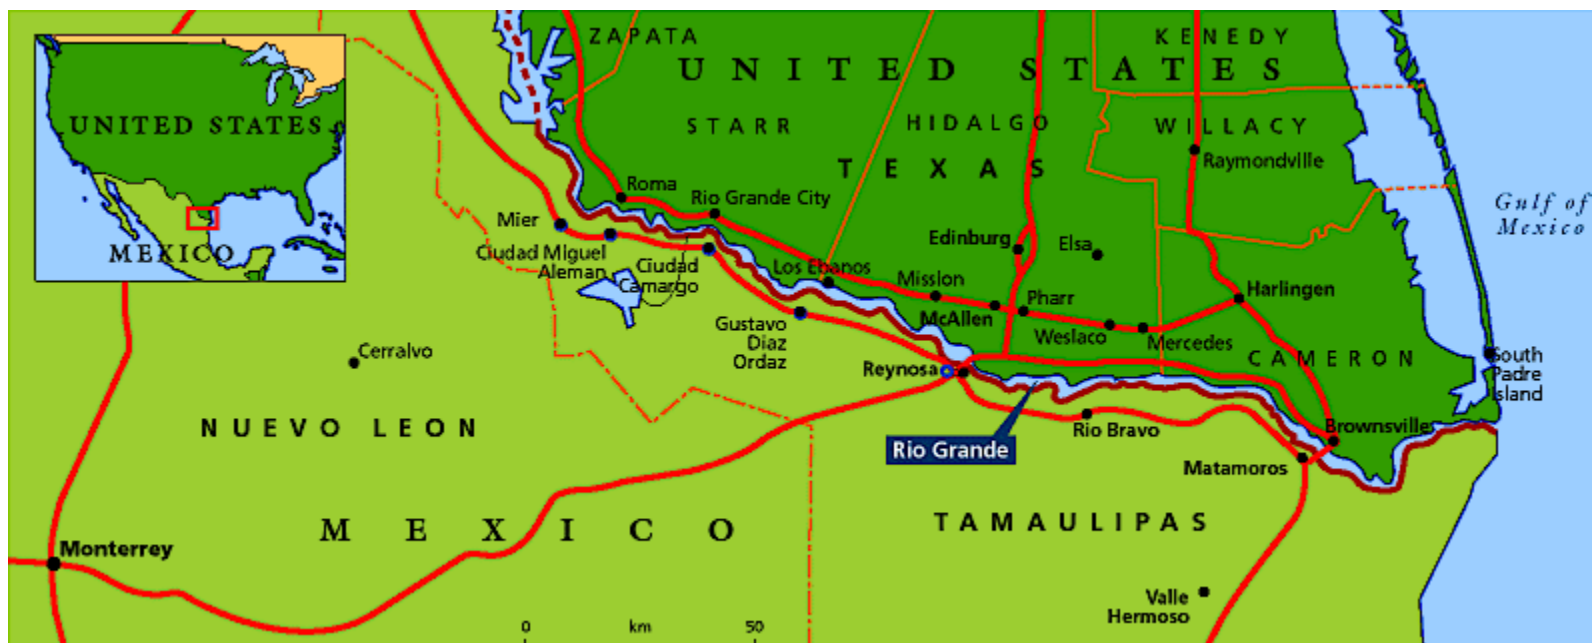 ZAPATA
KENEDY
UNITED STATES
UNITED STATES
STARR
HIDALGO
WILLACY
Raymondville
TEXAS
Roma
Rio Grande City
Gulf of
Mexico
Mier
Edinburg
Elsa
MEXICO
Ciudad Miguel
Aleman
Ciudad
Camargo
Los Ebanos
Mission
Harlingen
McAllen
Pharr
Gustavo
Diaz
Ordaz
Weslaco
Mercedes
Cerralvo
CAMERON
South
Padre
Island
Reynosa
NUEVO LEON
Rio Bravo
Brownsville
Rio Grande
Matamoros
MEXICO
TAMAULIPAS
Monterrey
Valle
Hermoso
0 km 50